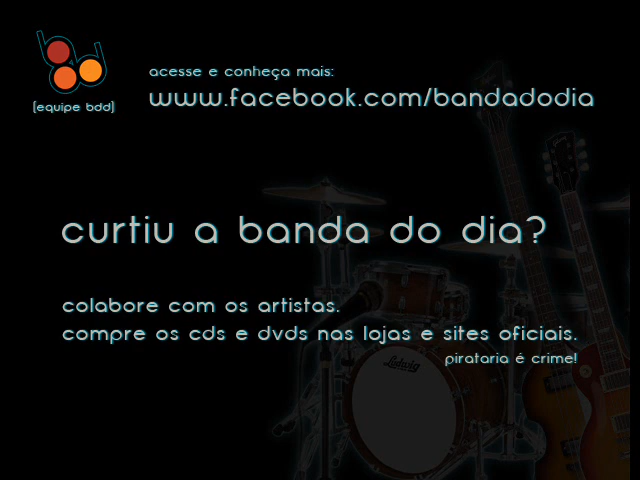 acesse e conheça mais:
www.facebook.com/bandadodia
[equipe bdd]
curtiu a banda do dia?
colabore com os artistas.
compre os cds e dvds nas lojas e sites oficiais.
pirataria é crime!
Ludwig